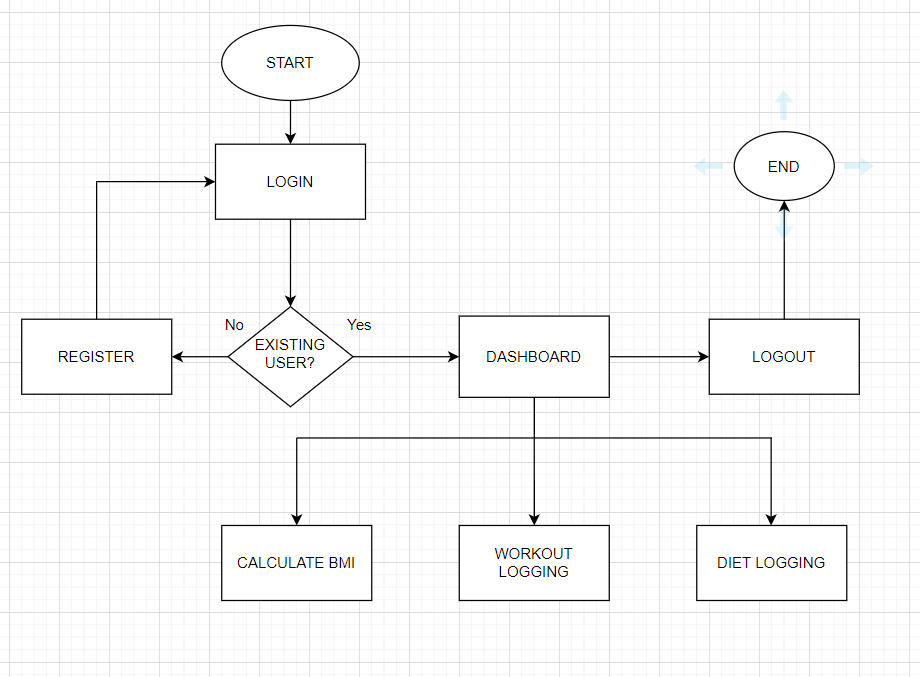 START
LOGIN
END
No
Yes
REGISTER
EXISTING
USER?
DASHBOARD
LOGOUT
CALCULATE BMI
WORKOUT
LOGGING
DIET LOGGING